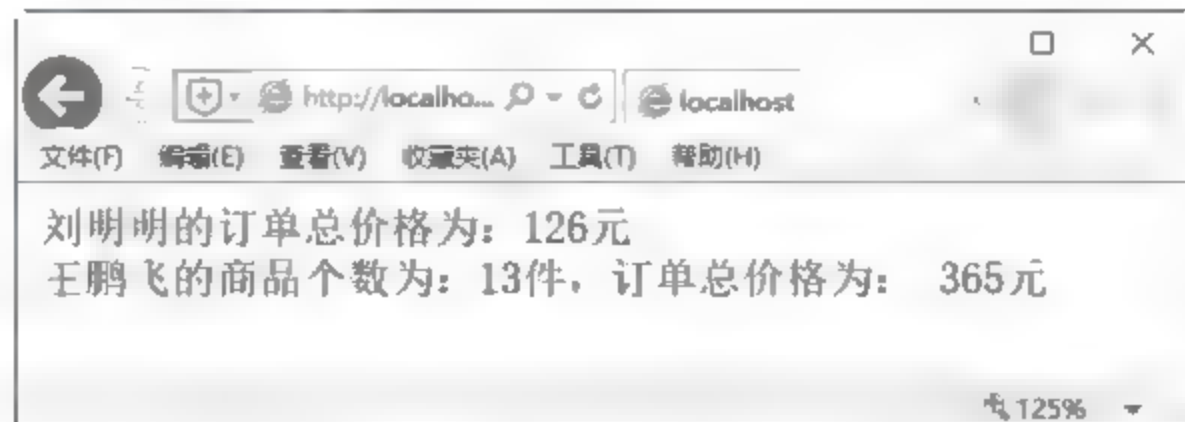 http://localho...
localhost
文件(F) 编辑(E) 查看(V) 收藏夹(A) 工具(T) 帮助(H)
刘明明的订单总价格为：126元
王鹏飞的商品个数为：13件，订单总价格为： 365元
125%